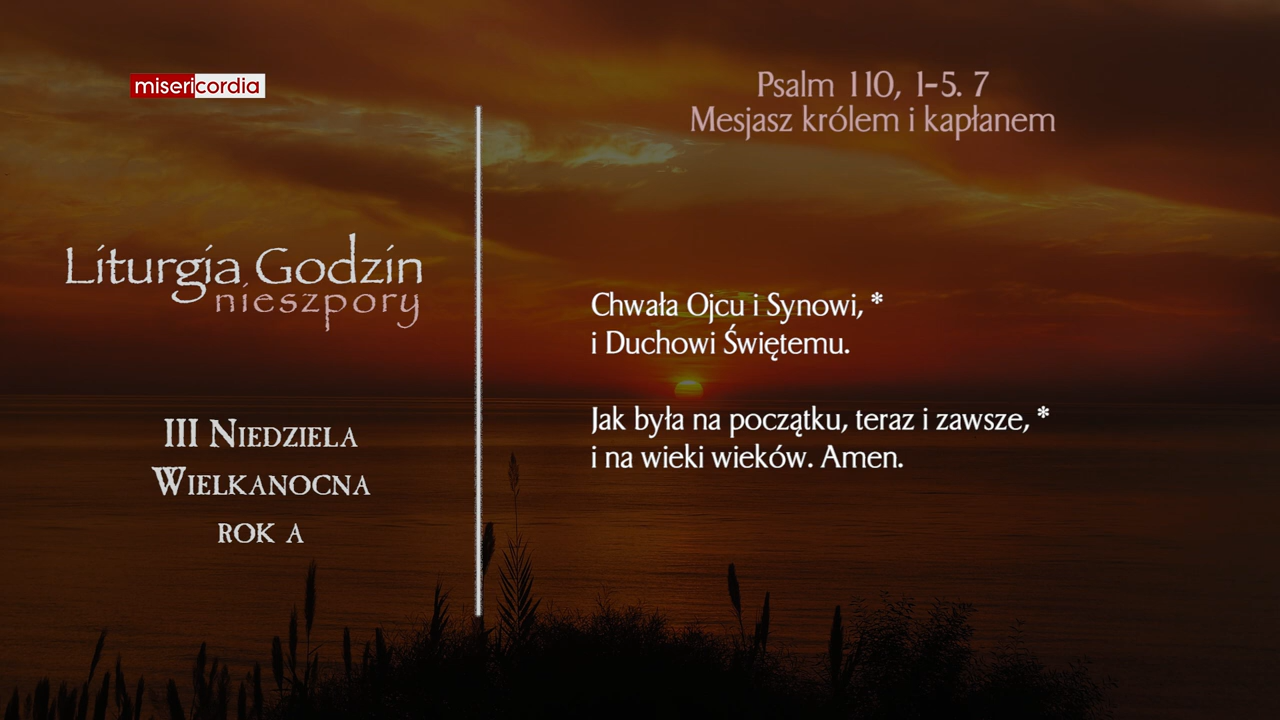 misericordia
Liturgia Godzin
nieszpory
III Niedziela
Wielkanocna
rok a
Psalm 110, 1-5. 7
Mesjasz królem i kapłanem
Chwała Ojcu i Synowi, *
i Duchowi Świętemu.
Jak była na początku, teraz i zawsze, *
i na wieki wieków. Amen.